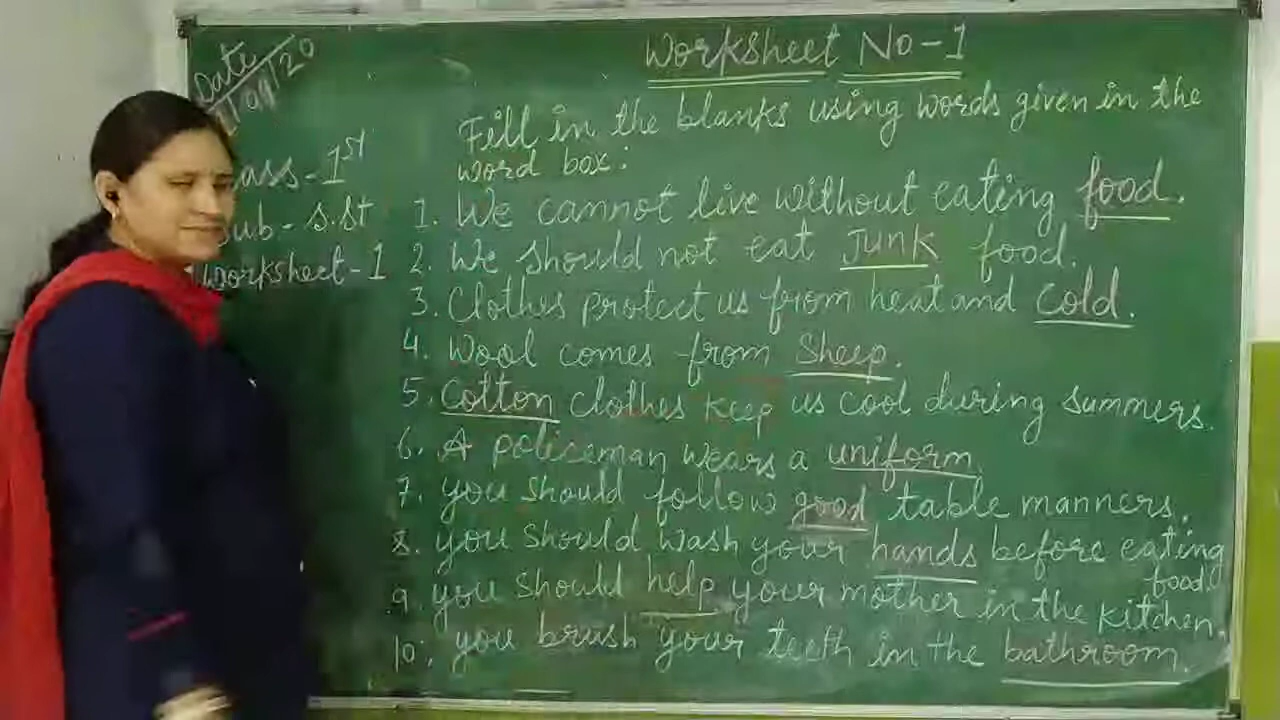 Date
Worksheet No-1
Fill in the blanks using words given in the
word box:
ass-1st
Sub-S.St
Worksheet-1
1. We cannot live without eating food.
2. We should not eat Junk food.
3. Clothes protect us from heat and cold.
4. Wool comes from Sheep.
5. Cotton clothes keep us cool during summers.
6. A policeman wears a uniform.
7. you should follow good table manners.
8. you should wash your hands before eating
food.
9. you should help your mother in the kitchen.
10. you brush your teeth in the bathroom.